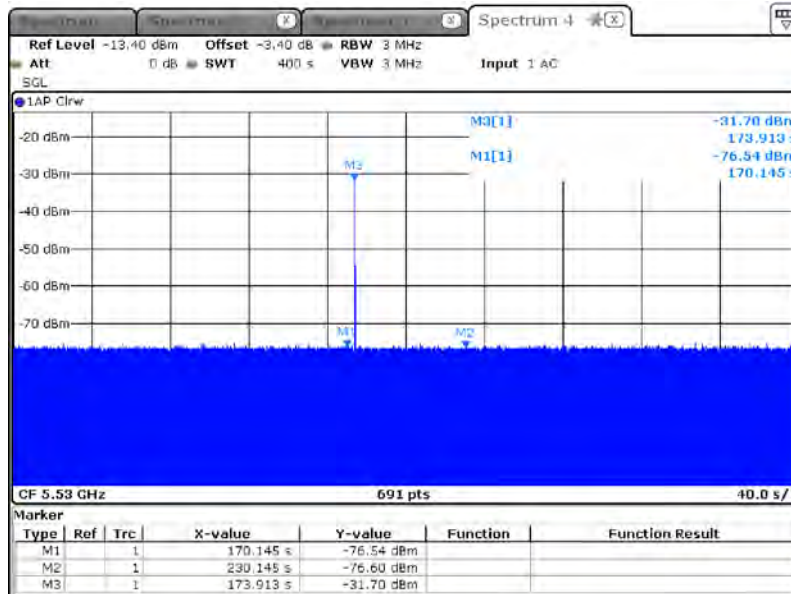 Spectrum 4
Ref Level -13.40 dBm Offset -3.40 dB RBW 3 MHz
Att 0 dB SWT 400 s VBW 3 MHz Input 1 AC
SGL
1AP Clrw
M3[1] -31.70 dBm
173.913 s
M1[1] -76.54 dBm
170.145 s
-20 dBm
M3
-30 dBm
-40 dBm
-50 dBm
-60 dBm
-70 dBm
M1 M2
CF 5.53 GHz 691 pts 40.0 s/
Marker
Type Ref Trc X-value Y-value Function Function Result
M1 1 170.145 s -76.54 dBm
M2 1 230.145 s -76.60 dBm
M3 1 173.913 s -31.70 dBm